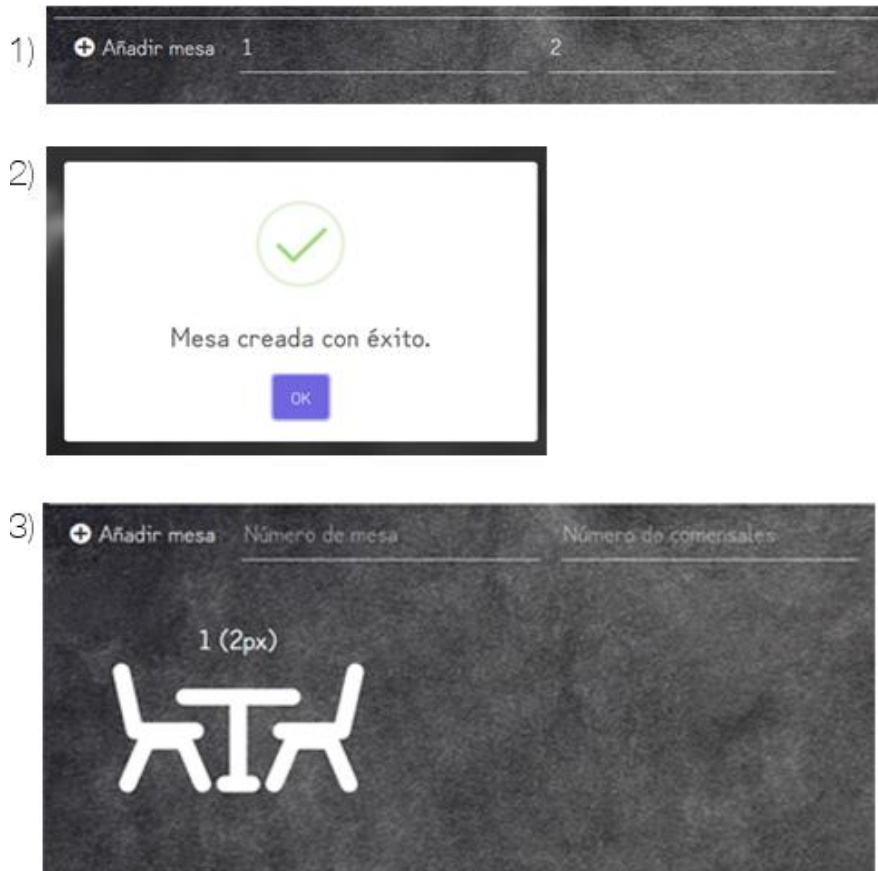 1) Añadir mesa 1 2
2)
Mesa creada con éxito.
OK
3) Añadir mesa Número de mesa Número de comensales
1 (2px)